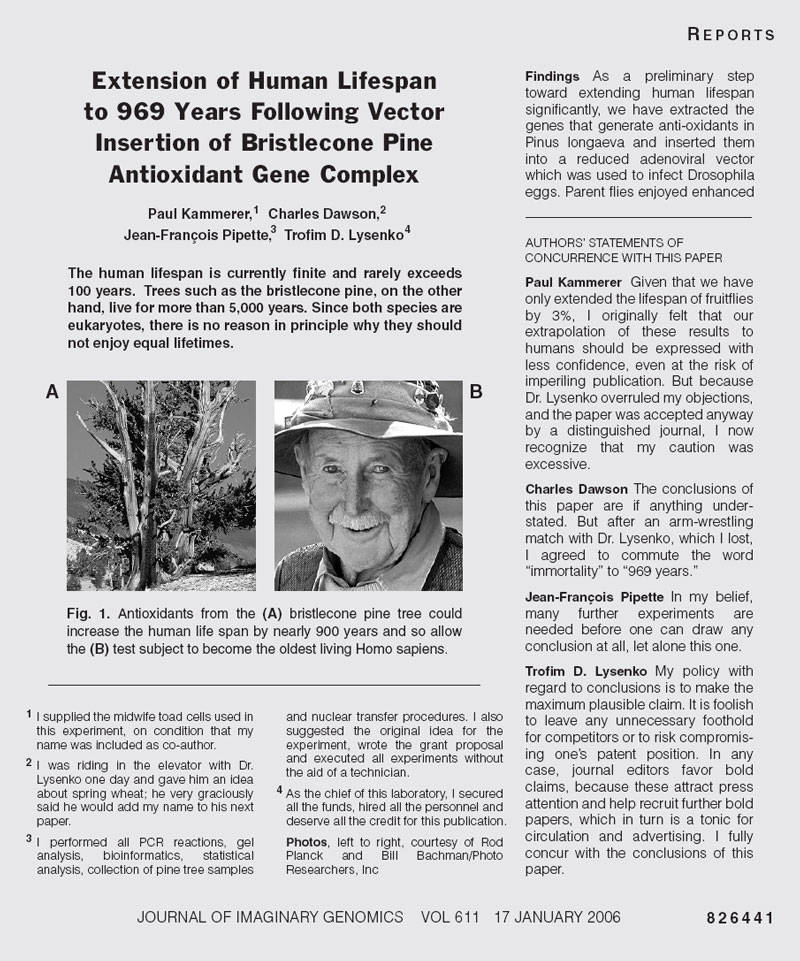 REPORTS
Extension of Human Lifespan
to 969 Years Following Vector
Insertion of Bristlecone Pine
Antioxidant Gene Complex
Paul Kammerer,1 Charles Dawson,2
Jean-François Pipette,3 Trofim D. Lysenko4
The human lifespan is currently finite and rarely exceeds
100 years. Trees such as the bristlecone pine, on the other
hand, live for more than 5,000 years. Since both species are
eukaryotes, there is no reason in principle why they should
not enjoy equal lifetimes.
A
B
Fig. 1. Antioxidants from the (A) bristlecone pine tree could
increase the human life span by nearly 900 years and so allow
the (B) test subject to become the oldest living Homo sapiens.
1 I supplied the midwife toad cells used in
this experiment, on condition that my
name was included as co-author.
2 I was riding in the elevator with Dr.
Lysenko one day and gave him an idea
about spring wheat; he very graciously
said he would add my name to his next
paper.
3 I performed all PCR reactions, gel
analysis, bioinformatics, statistical
analysis, collection of pine tree samples
and nuclear transfer procedures. I also
suggested the original idea for the
experiment, wrote the grant proposal
and executed all experiments without
the aid of a technician.
4 As the chief of this laboratory, I secured
all the funds, hired all the personnel and
deserve all the credit for this publication.
Photos, left to right, courtesy of Rod
Planck and Bill Bachman/Photo
Researchers, Inc
Findings As a preliminary step
toward extending human lifespan
significantly, we have extracted the
genes that generate anti-oxidants in
Pinus longaeva and inserted them
into a reduced adenoviral vector
which was used to infect Drosophila
eggs. Parent flies enjoyed enhanced
AUTHORS' STATEMENTS OF
CONCURRENCE WITH THIS PAPER
Paul Kammerer Given that we have
only extended the lifespan of fruitflies
by 3%, I originally felt that our
extrapolation of these results to
humans should be expressed with
less confidence, even at the risk of
imperiling publication. But because
Dr. Lysenko overruled my objections,
and the paper was accepted anyway
by a distinguished journal, I now
recognize that my caution was
excessive.
Charles Dawson The conclusions of
this paper are if anything under-
stated. But after an arm-wrestling
match with Dr. Lysenko, which I lost,
I agreed to commute the word
“immortality” to “969 years.”
Jean-François Pipette In my belief,
many further experiments are
needed before one can draw any
conclusion at all, let alone this one.
Trofim D. Lysenko My policy with
regard to conclusions is to make the
maximum plausible claim. It is foolish
to leave any unnecessary foothold
for competitors or to risk compromis-
ing one's patent position. In any
case, journal editors favor bold
claims, because these attract press
attention and help recruit further bold
papers, which in turn is a tonic for
circulation and advertising. I fully
concur with the conclusions of this
paper.
JOURNAL OF IMAGINARY GENOMICS VOL 611 17 JANUARY 2006
826441